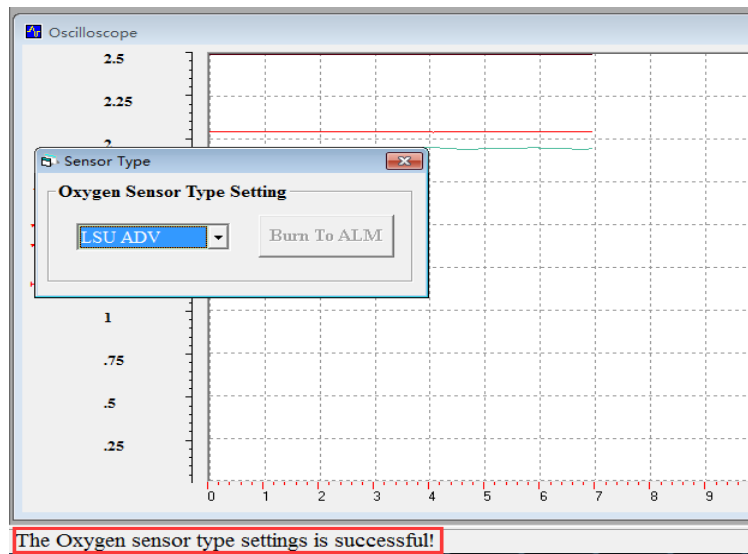 Oscilloscope
2.5
2.25
2
Sensor Type
Oxygen Sensor Type Setting
LSU ADV
Burn To ALM
1
.75
.5
.25
0 1 2 3 4 5 6 7 8 9
The Oxygen sensor type settings is successful!